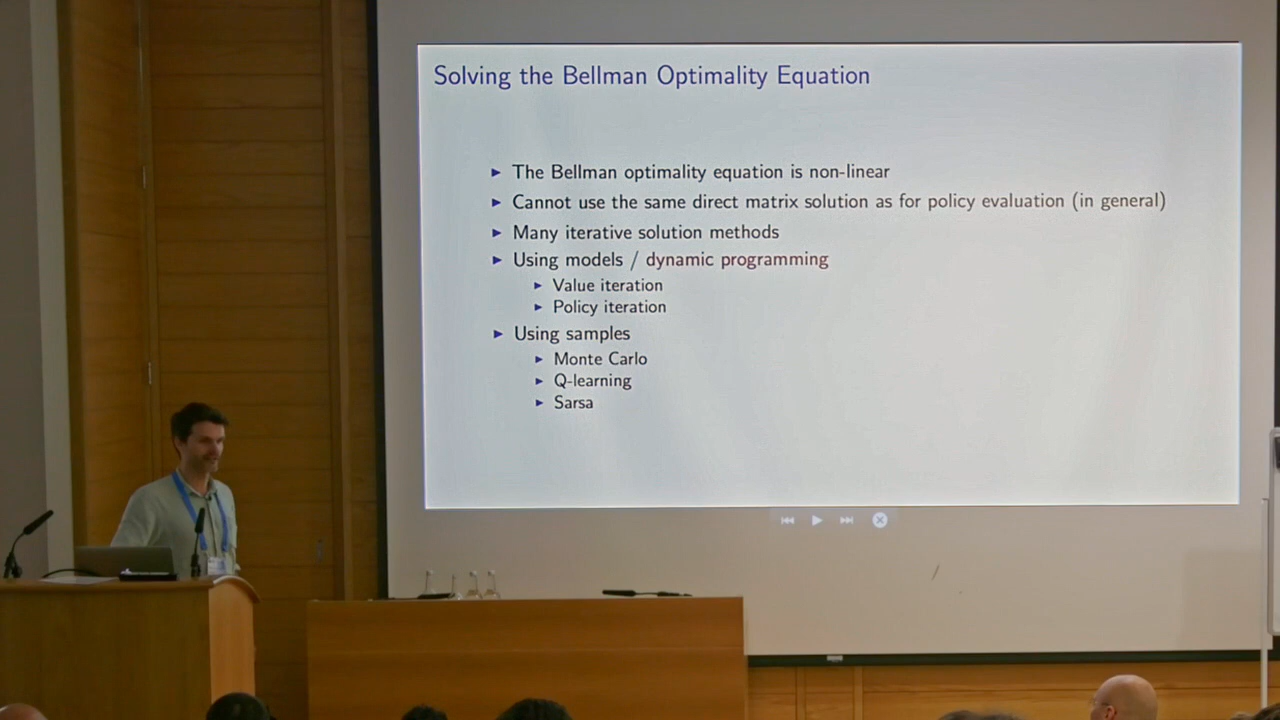 Solving the Bellman Optimality Equation
The Bellman optimality equation is non-linear
Cannot use the same direct matrix solution as for policy evaluation (in general)
Many iterative solution methods
Using models / dynamic programming
Value iteration
Policy iteration
Using samples
Monte Carlo
Q-learning
Sarsa